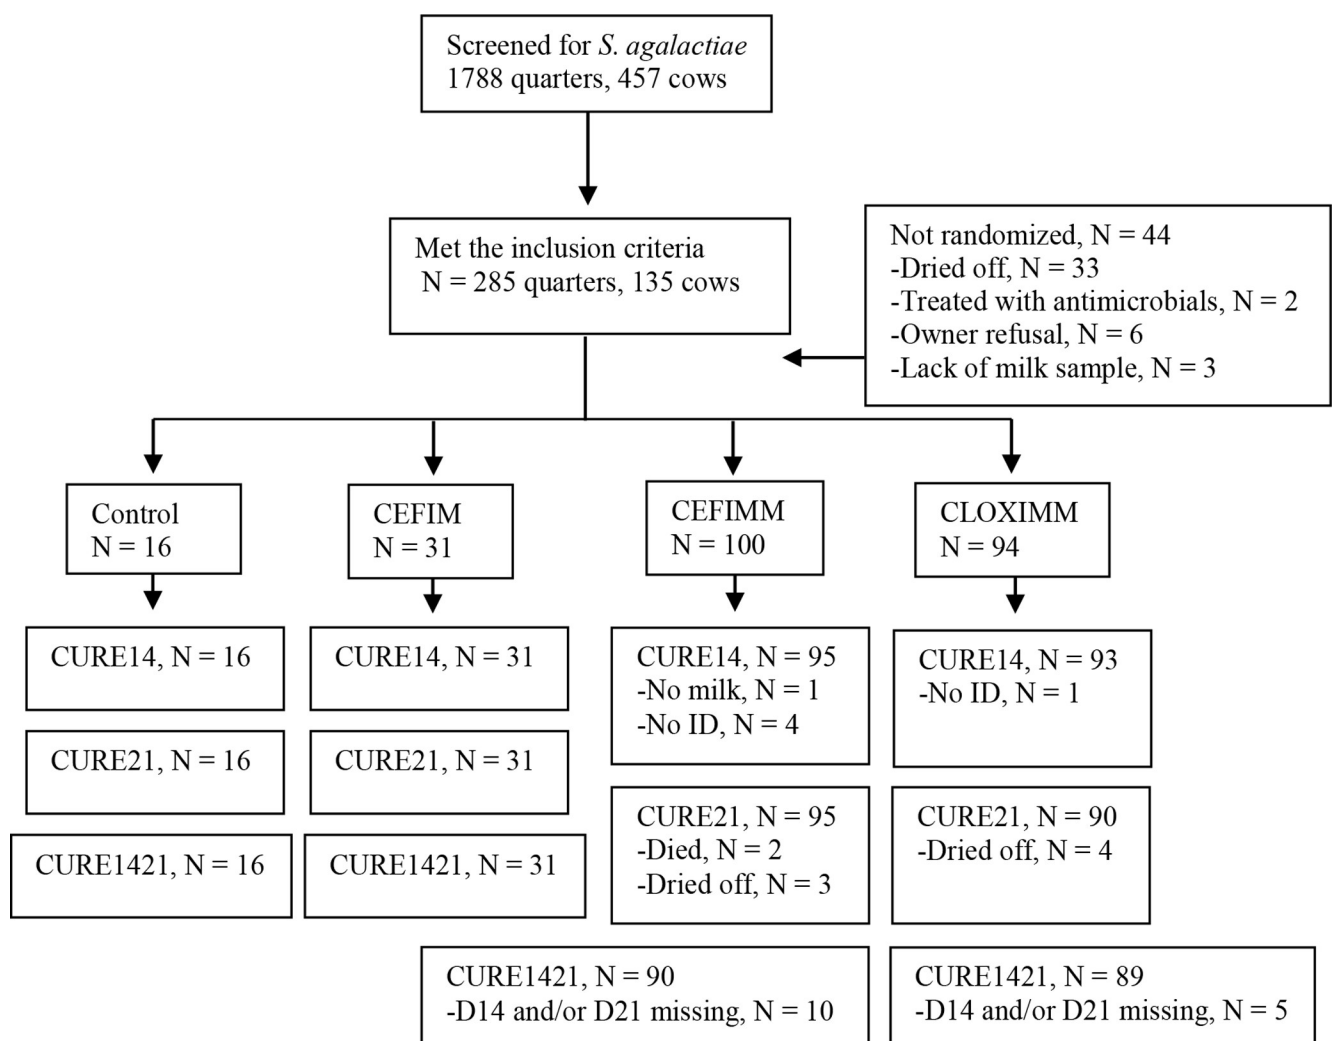 Screened for S. agalactiae
1788 quarters, 457 cows
Met the inclusion criteria
N = 285 quarters, 135 cows
Not randomized, N = 44
-Dried off, N = 33
-Treated with antimicrobials, N = 2
-Owner refusal, N = 6
-Lack of milk sample, N = 3
Control
N = 16
CEFIM
N = 31
CEFIMM
N = 100
CLOXIMM
N = 94
CURE14, N = 16
CURE14, N = 31
CURE14, N = 95
-No milk, N = 1
-No ID, N = 4
CURE14, N = 93
-No ID, N = 1
CURE21, N = 16
CURE21, N = 31
CURE21, N = 95
-Died, N = 2
-Dried off, N = 3
CURE21, N = 90
-Dried off, N = 4
CURE1421, N = 16
CURE1421, N = 31
CURE1421, N = 90
-D14 and/or D21 missing, N = 10
CURE1421, N = 89
-D14 and/or D21 missing, N = 5